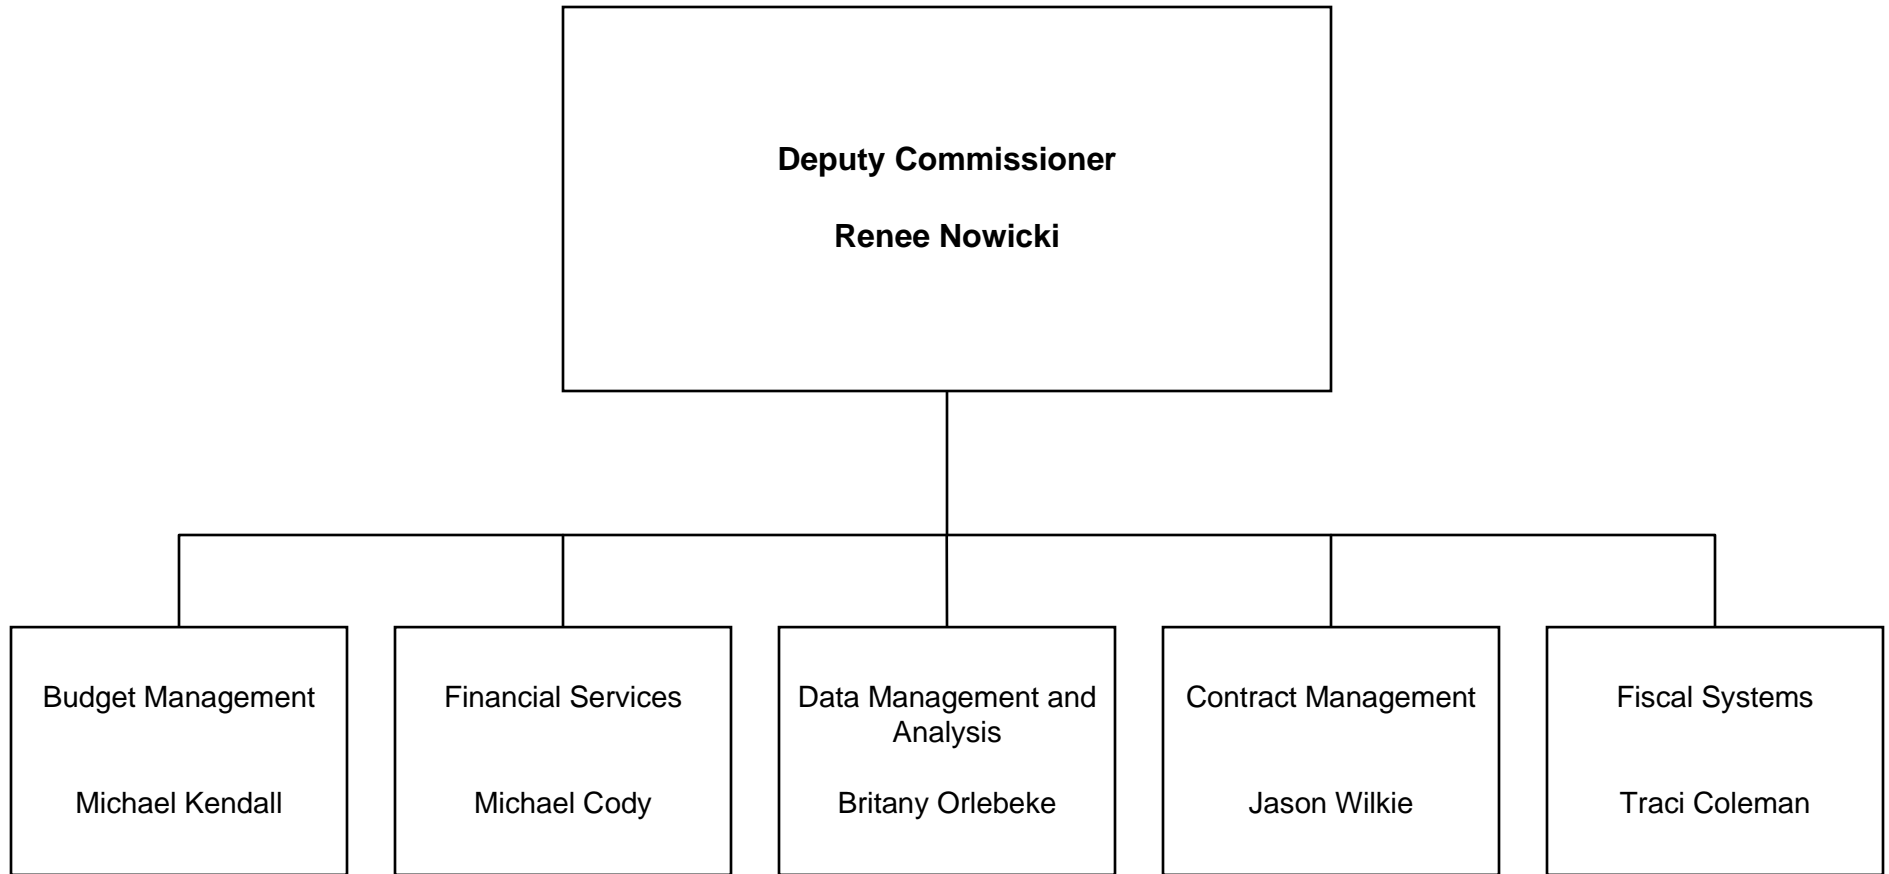 Deputy Commissioner
Renee Nowicki
Budget Management
Michael Kendall
Financial Services
Michael Cody
Data Management and
Analysis
Britany Orlebeke
Contract Management
Jason Wilkie
Fiscal Systems
Traci Coleman